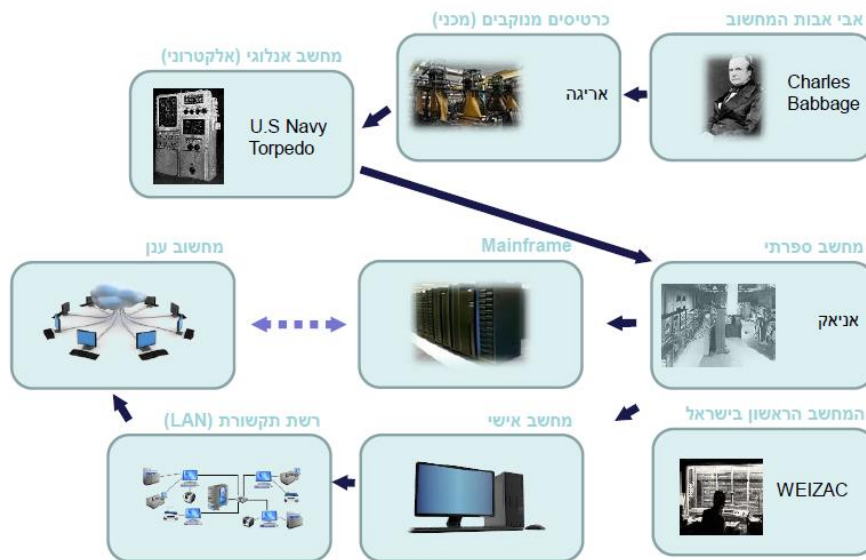 אבי אבות המחשוב
Charles
Babbage
כרטיסים מנוקבים (מכני)
אריגה
מחשב אנלוגי (אלקטרוני)
U.S Navy
Torpedo
מחשב ספרתי
אניאק
Mainframe
מחשוב ענן
המחשב הראשון בישראל
WEIZAC
מחשב אישי
רשת תקשורת (LAN)